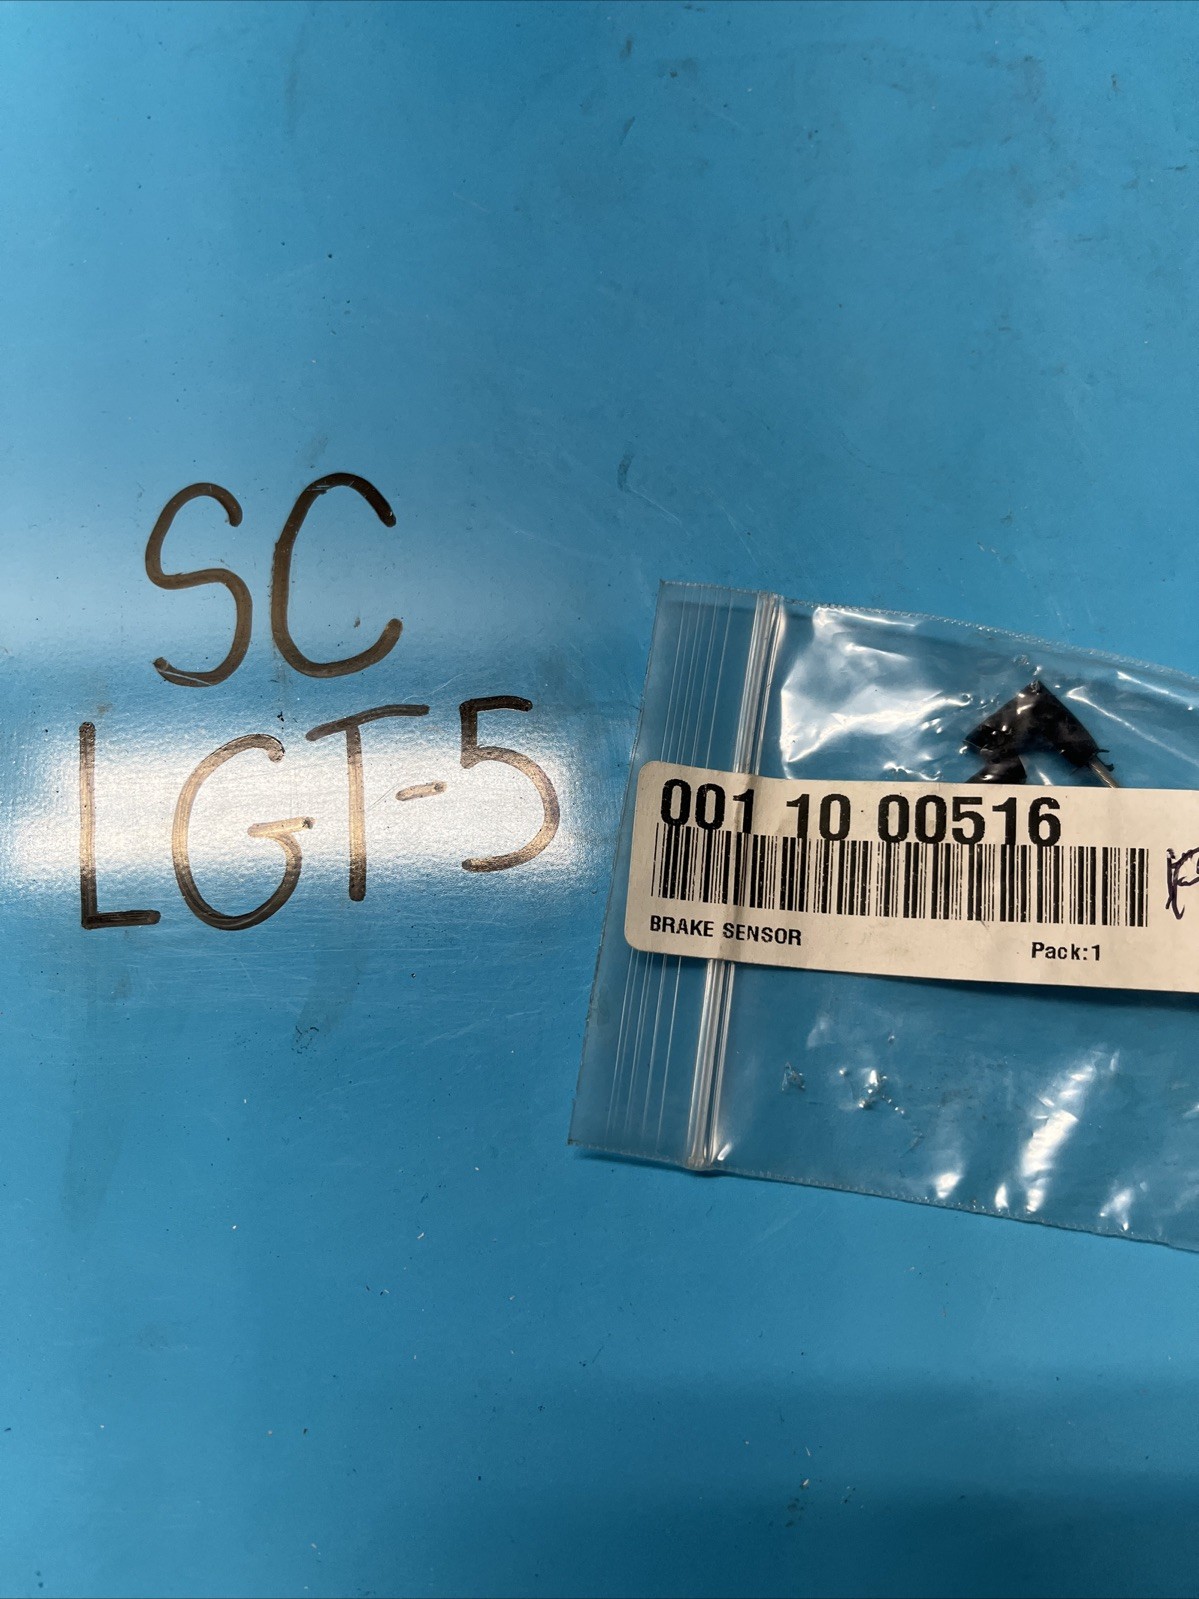 SC
LGT-5
001 10 00516
BRAKE SENSOR
Pack:1